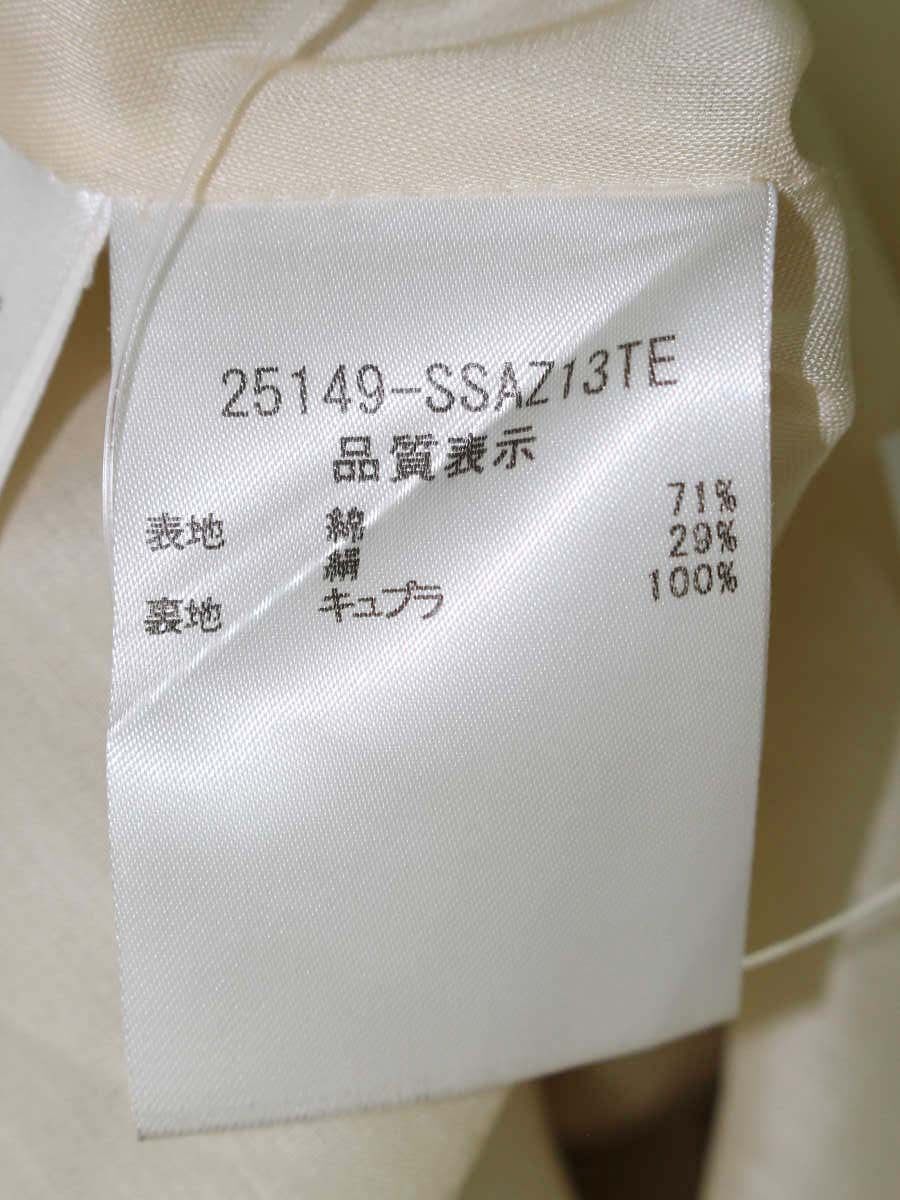 25149-SSAZ13TE
品質表示
表地 綿 71%
絹 29%
裏地 キュプラ 100%